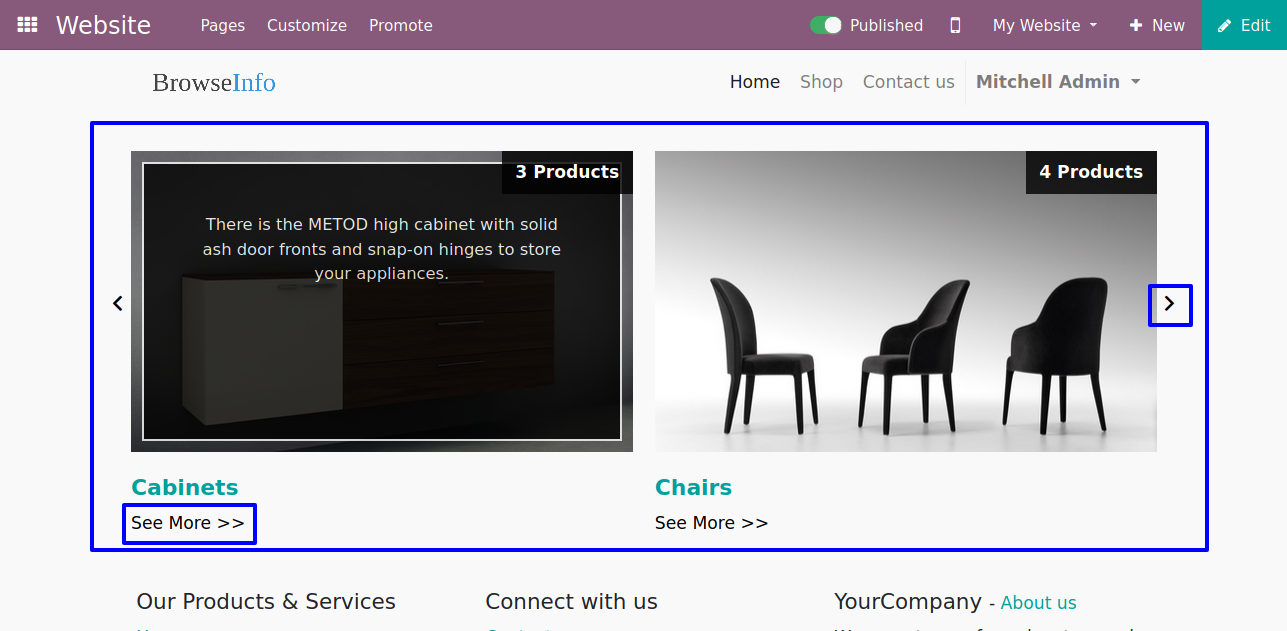 Website Pages Customize Promote Published My Website New Edit
BrowseInfo Home Shop Contact us Mitchell Admin
3 Products
There is the METOD high cabinet with solid
ash door fronts and snap-on hinges to store
your appliances.
4 Products
Cabinets
See More >>
Chairs
See More >>
Our Products & Services
Connect with us
YourCompany - About us